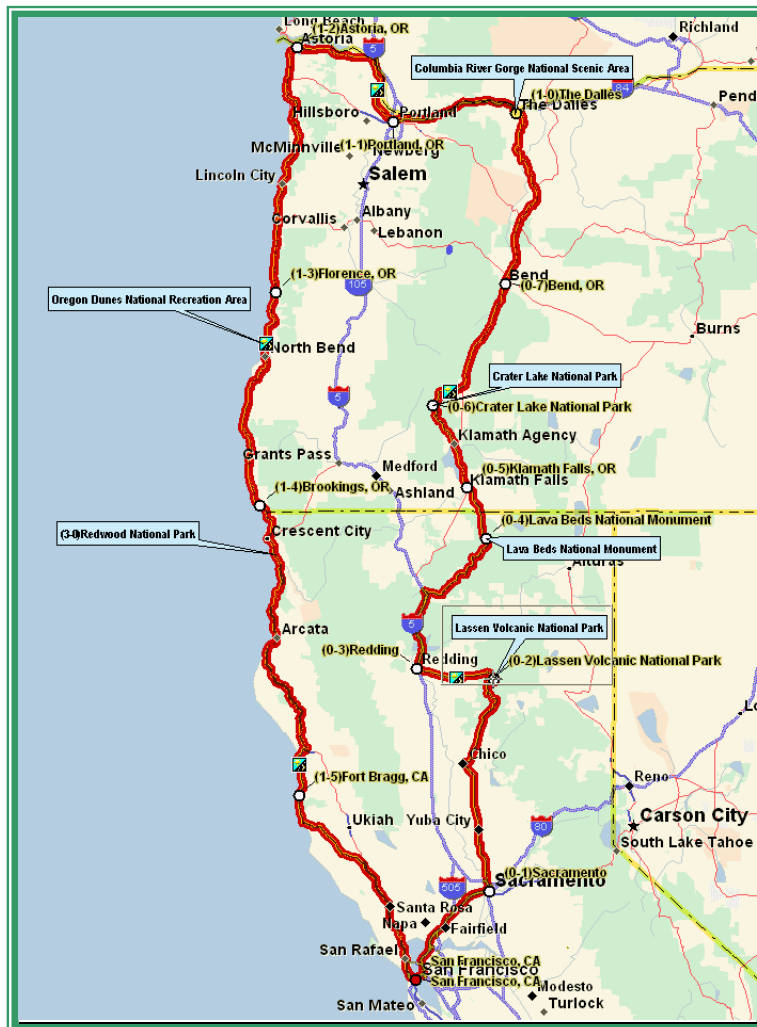 Long Beach
(1-2)Astoria, OR
Astoria
5
Richland
Columbia River Gorge National Scenic Area
84
(1-0)The Dalles
The Dalles
Pend
Hillsboro
Portland
(1-1)Portland, OR
McMinnville
Newberg
Lincoln City
Salem
Albany
Corvallis
Lebanon
(1-3)Florence, OR
105
Bend
(0-7)Bend, OR
Oregon Dunes National Recreation Area
North Bend
Burns
Crater Lake National Park
5
(0-6)Crater Lake National Park
Klamath Agency
Grants Pass
Medford
(0-5)Klamath Falls, OR
Klamath Falls
(1-4)Brookings, OR
Ashland
(0-4)Lava Beds National Monument
Crescent City
(3-0)Redwood National Park
Lava Beds National Monument
Alturas
5
Lassen Volcanic National Park
Arcata
(0-3)Redding
Redding
(0-2)Lassen Volcanic National Park
Chico
Reno
(1-5)Fort Bragg, CA
Ukiah
Yuba City
80
Carson City
South Lake Tahoe
(0-1)Sacramento
Sacramento
505
Santa Rosa
Napa
Fairfield
San Rafael
San Francisco, CA
San Francisco
San Francisco, CA
San Mateo
Modesto
Turlock